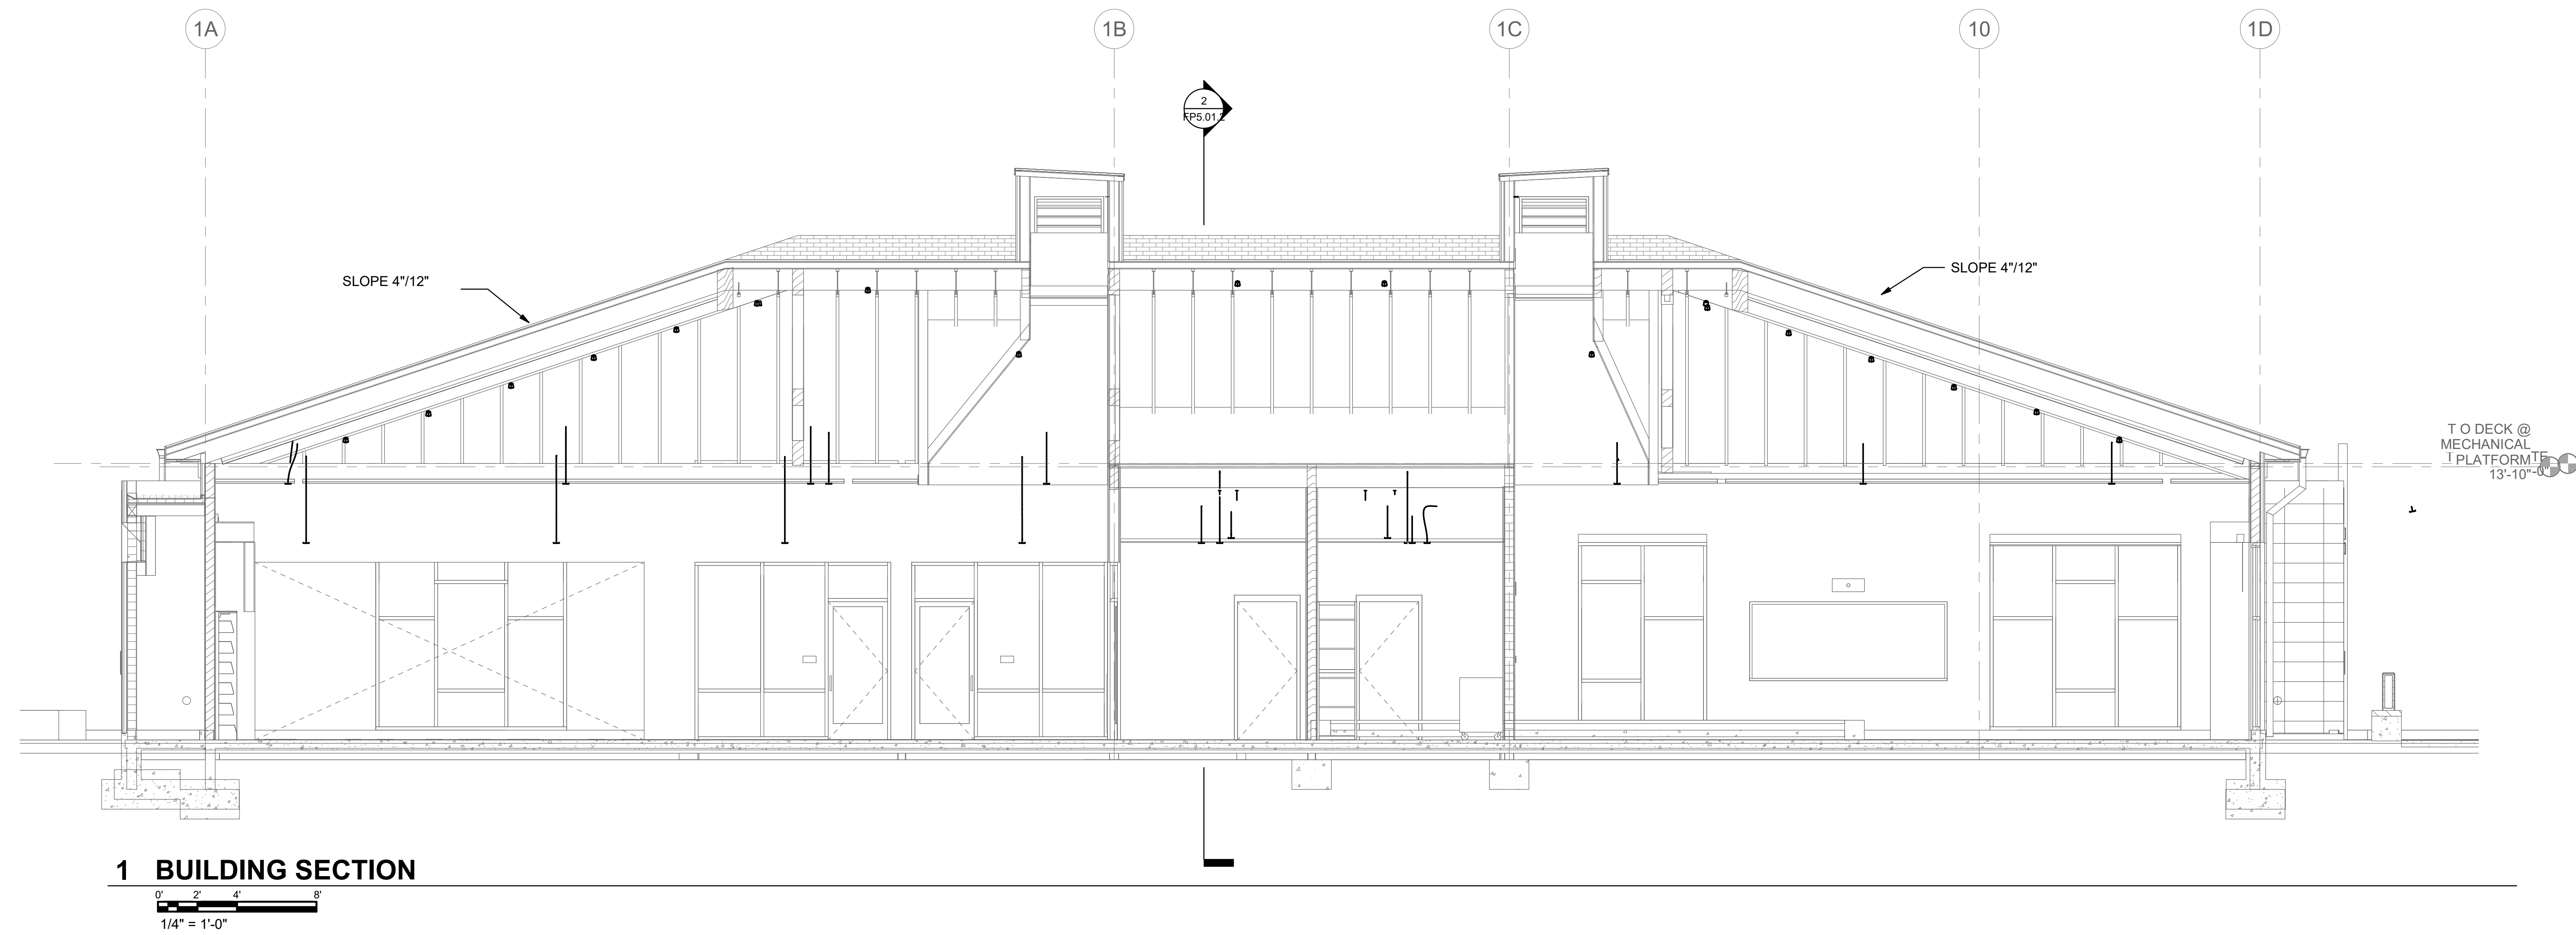 1A
1B
1C
10
1D
2
FP5.01.2
SLOPE 4"/12"
SLOPE 4"/12"
T O DECK @
MECHANICAL
PLATFORM
13'-10"
1 BUILDING SECTION
0' 2' 4' 8'
1/4" = 1'-0"